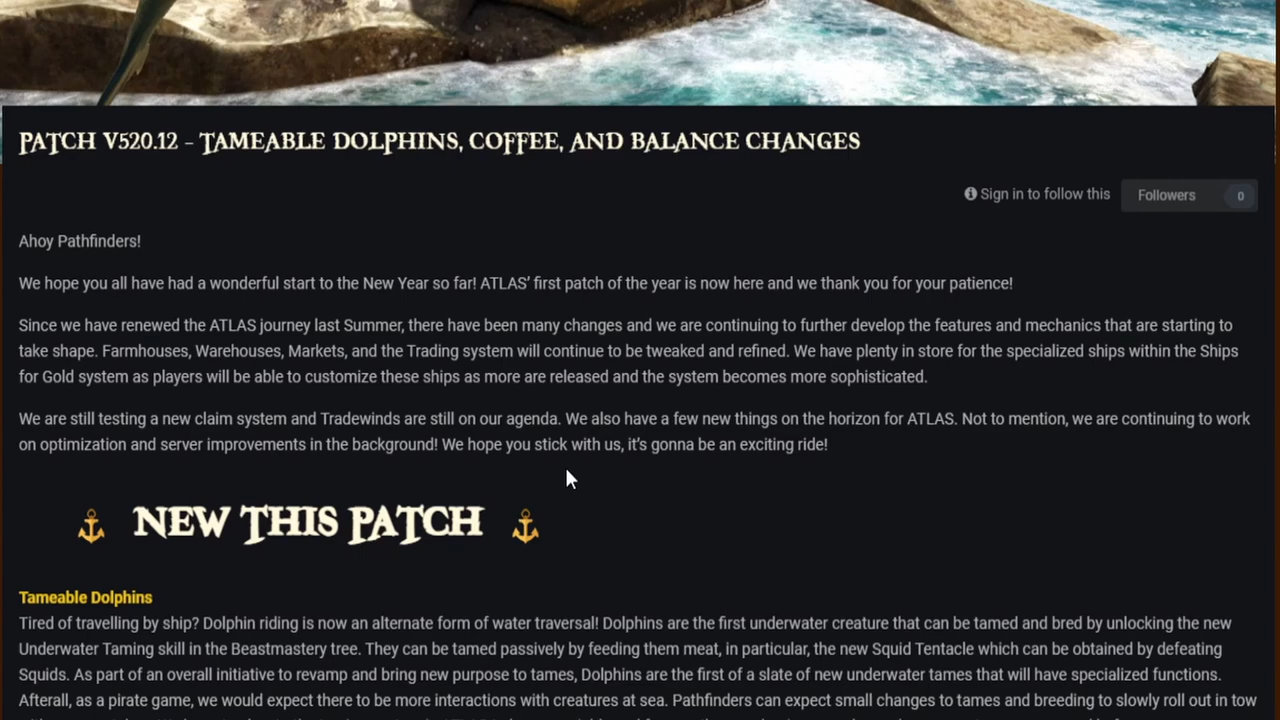 PATCH V520.12 – TAMEABLE DOLPHINS, COFFEE, AND BALANCE CHANGES
Sign in to follow this
Followers 0
Ahoy Pathfinders!
We hope you all have had a wonderful start to the New Year so far! ATLAS' first patch of the year is now here and we thank you for your patience!
Since we have renewed the ATLAS journey last Summer, there have been many changes and we are continuing to further develop the features and mechanics that are starting to
take shape. Farmhouses, Warehouses, Markets, and the Trading system will continue to be tweaked and refined. We have plenty in store for the specialized ships within the Ships
for Gold system as players will be able to customize these ships as more are released and the system becomes more sophisticated.
We are still testing a new claim system and Tradewinds are still on our agenda. We also have a few new things on the horizon for ATLAS. Not to mention, we are continuing to work
on optimization and server improvements in the background! We hope you stick with us, it's gonna be an exciting ride!
NEW THIS PATCH
Tameable Dolphins
Tired of travelling by ship? Dolphin riding is now an alternate form of water traversal! Dolphins are the first underwater creature that can be tamed and bred by unlocking the new
Underwater Taming skill in the Beastmastery tree. They can be tamed passively by feeding them meat, in particular, the new Squid Tentacle which can be obtained by defeating
Squids. As part of an overall initiative to revamp and bring new purpose to tames, Dolphins are the first of a slate of new underwater tames that will have specialized functions.
Afterall, as a pirate game, we would expect there to be more interactions with creatures at sea. Pathfinders can expect small changes to tames and breeding to slowly roll out in tow